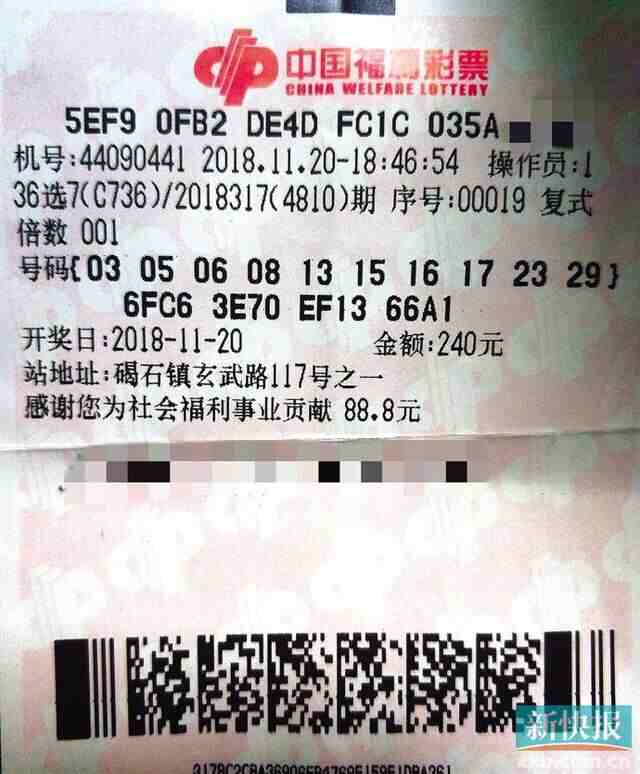 中国福利彩票
CHINA WELFARE LOTTERY
5EF9 0FB2 DE4D FC1C 035A
机号:44090441 2018.11.20-18:46:54 操作员:1
36选7(C736)/2018317(4810)期 序号:00019 复式
倍数 001
号码{03 05 06 08 13 15 16 17 23 29}
6FC6 3E70 EF13 66A1
开奖日:2018-11-20 金额:240元
站地址:碣石镇玄武路117号之一
感谢您为社会福利事业贡献 88.8元
新快报